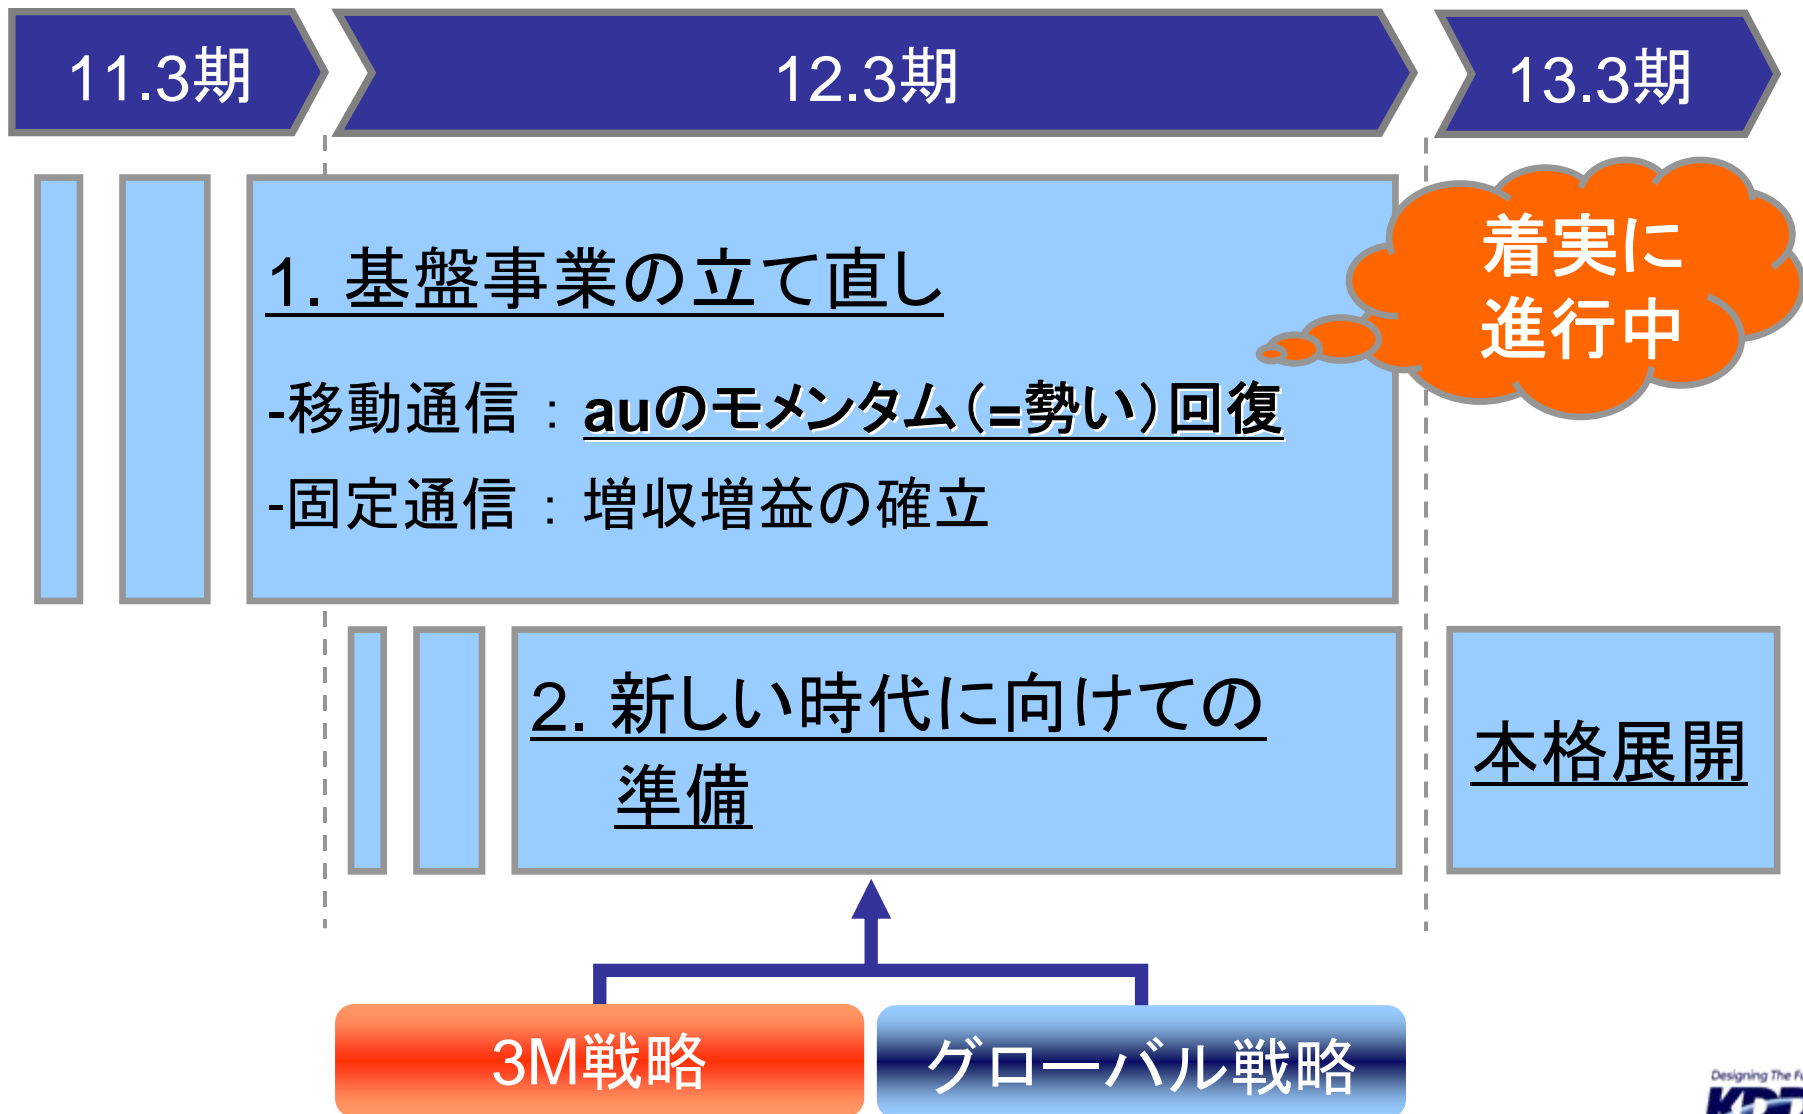 11.3期
12.3期
13.3期
着実に
進行中
1. 基盤事業の立て直し
-移動通信 : auのモメンタム(=勢い)回復
-固定通信 : 増収増益の確立
2. 新しい時代に向けての
準備
本格展開
3M戦略
グローバル戦略
Designing The